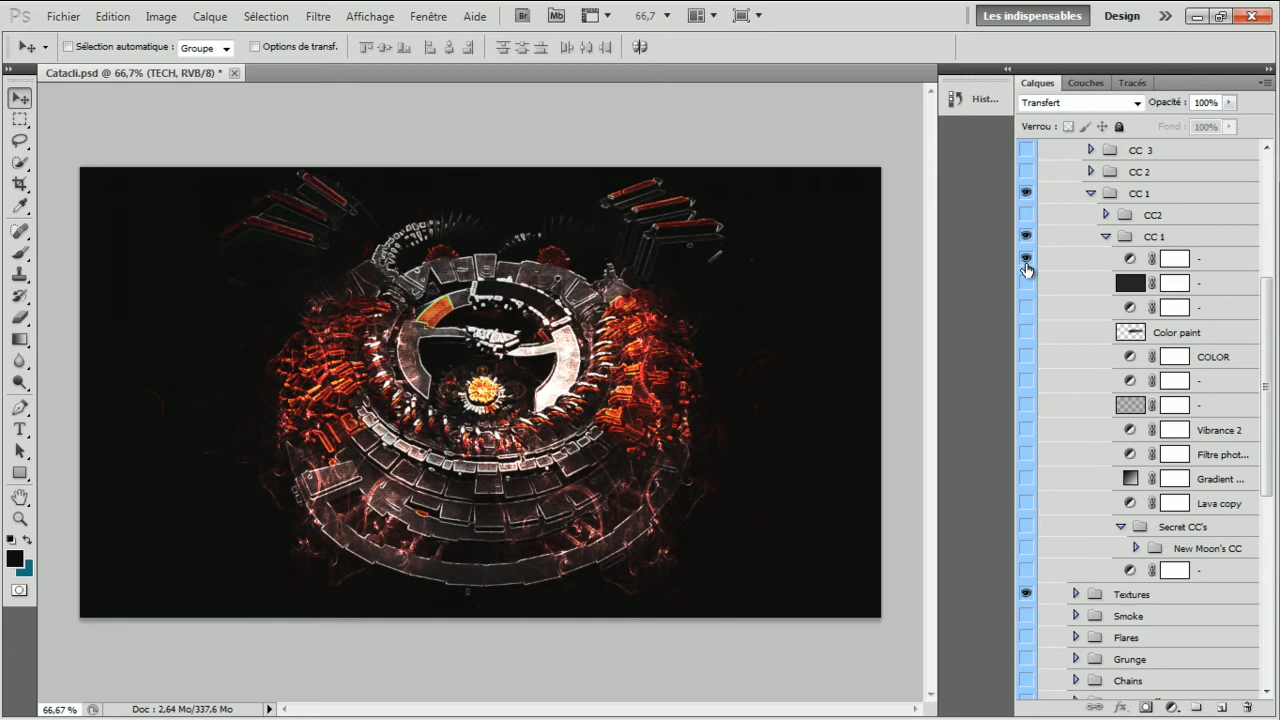 Ps Fichier Edition Image Calque Sélection Filtre Affichage Fenêtre Aide Br Mb 66,7 Les indispensables Design
Sélection automatique : Groupe Options de transf.
Catacli.psd @ 66,7% (TECH, RVB/8) *
Hist...
Calques Couches Tracés
Transfert Opacité : 100%
Verrou : Fond : 100%
CC 3
CC 2
CC 1
CC2
CC 1
-
-
-
Color paint
COLOR
-
-
Vibrance 2
Filtre phot...
Gradient ...
Lava copy
Secret CC's
New Moon's CC
-
Textures
Smoke
Flares
Grunge
Chains
66,67 % Doc : 2,64 Mo/337,6 Mo